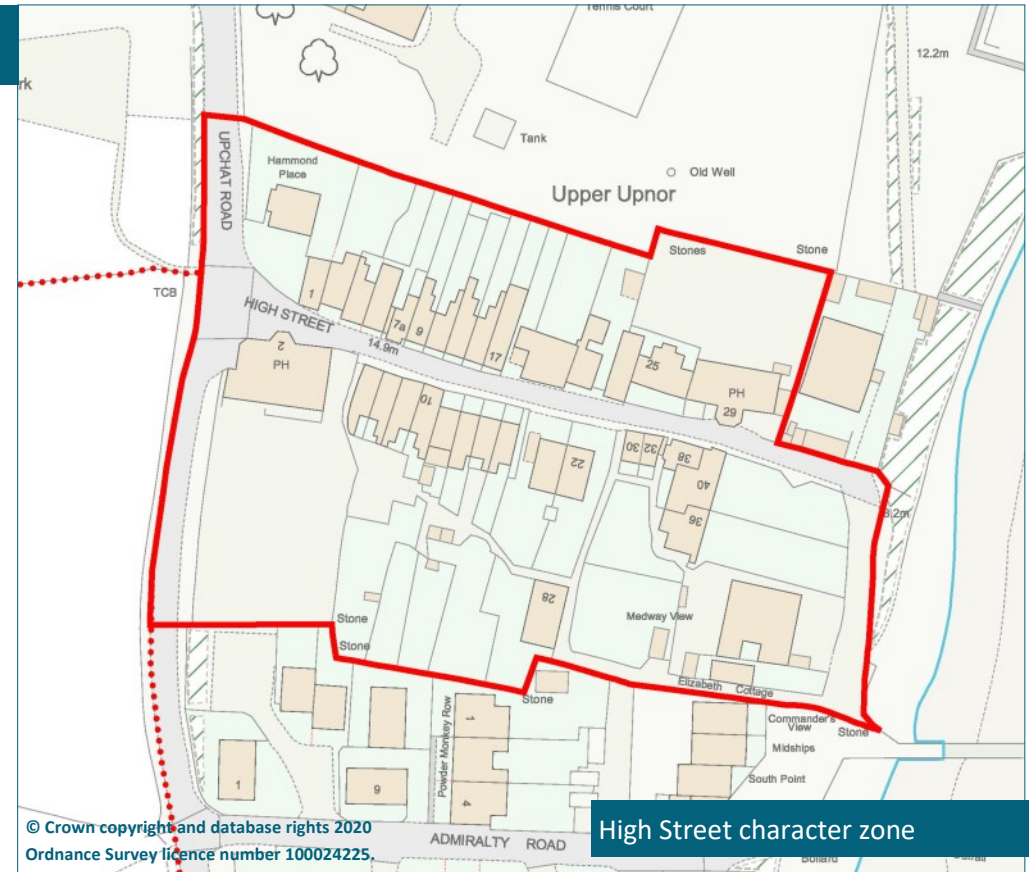 Tennis Court
12.2m
rk
Tank
UPCHAT ROAD
Hammond
Place
Old Well
Upper Upnor
Stones
Stone
TCB
1
HIGH STREET
7a
9
14.9m
17
2
PH
25
PH
29
10
22
30
32
38
40
36
3.2m
28
Medway View
Stone
Stone
Elizabeth Cottage
Stone
Commander's
View
Stone
Midships
South Point
Powder Monkey Row
1
1
9
4
© Crown copyright and database rights 2020
Ordnance Survey licence number 100024225.
ADMIRALTY ROAD
High Street character zone
Bollard